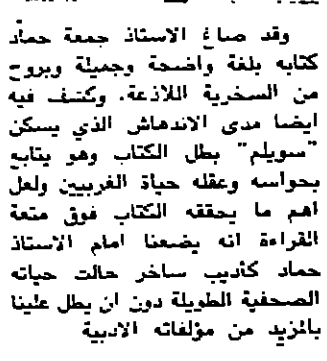 وقد صاغ الاستاذ جمعة حماد
كتابه بلغة واضحة وجميلة وبروح
من السخرية اللاذعة. وكشف فيه
ايضا مدى الاندهاش الذي يسكن
"سويلم" بطل الكتاب وهو يتابع
بحواسه وعقله حياة الغربيين ولعل
اهم ما يحققه الكتاب فوق متعة
القراءة انه يضعنا امام الاستاذ
حماد كأديب ساخر حالت حياته
الصحفية الطويلة دون ان يطل علينا
بالمزيد من مؤلفاته الادبية